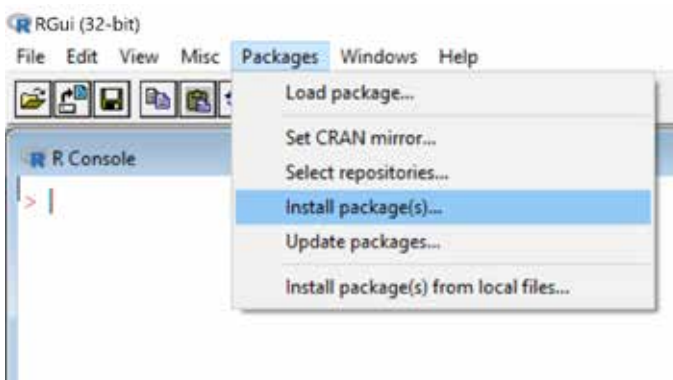 RGui (32-bit)
File Edit View Misc Packages Windows Help
Load package...
Set CRAN mirror...
Select repositories...
Install package(s)...
Update packages...
Install package(s) from local files...
R Console
>